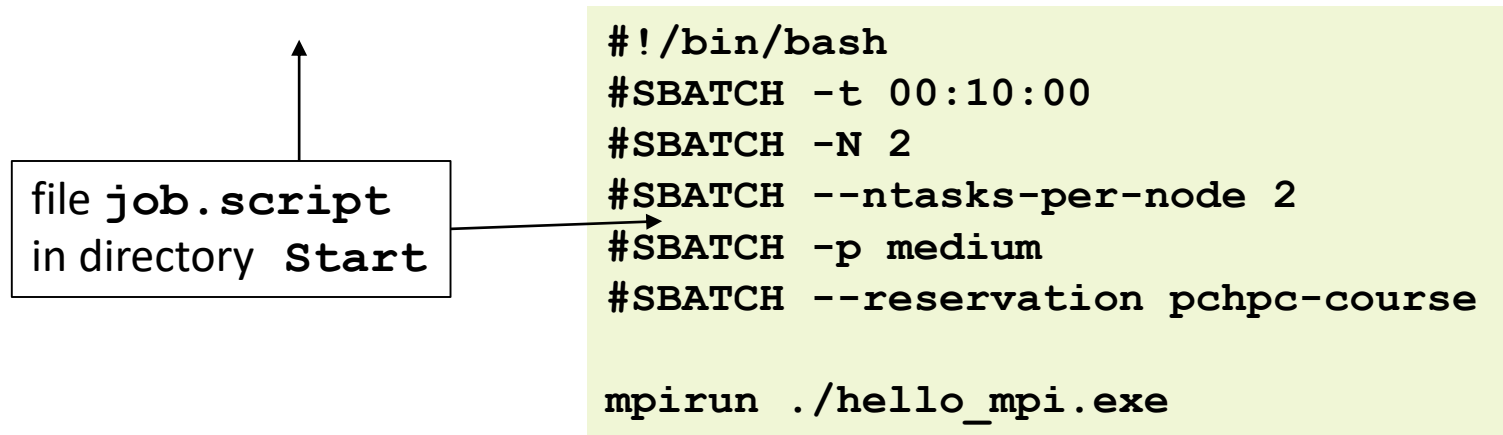 file job.script
in directory Start
#!/bin/bash
#SBATCH -t 00:10:00
#SBATCH -N 2
#SBATCH --ntasks-per-node 2
#SBATCH -p medium
#SBATCH --reservation pchpc-course
mpirun ./hello_mpi.exe